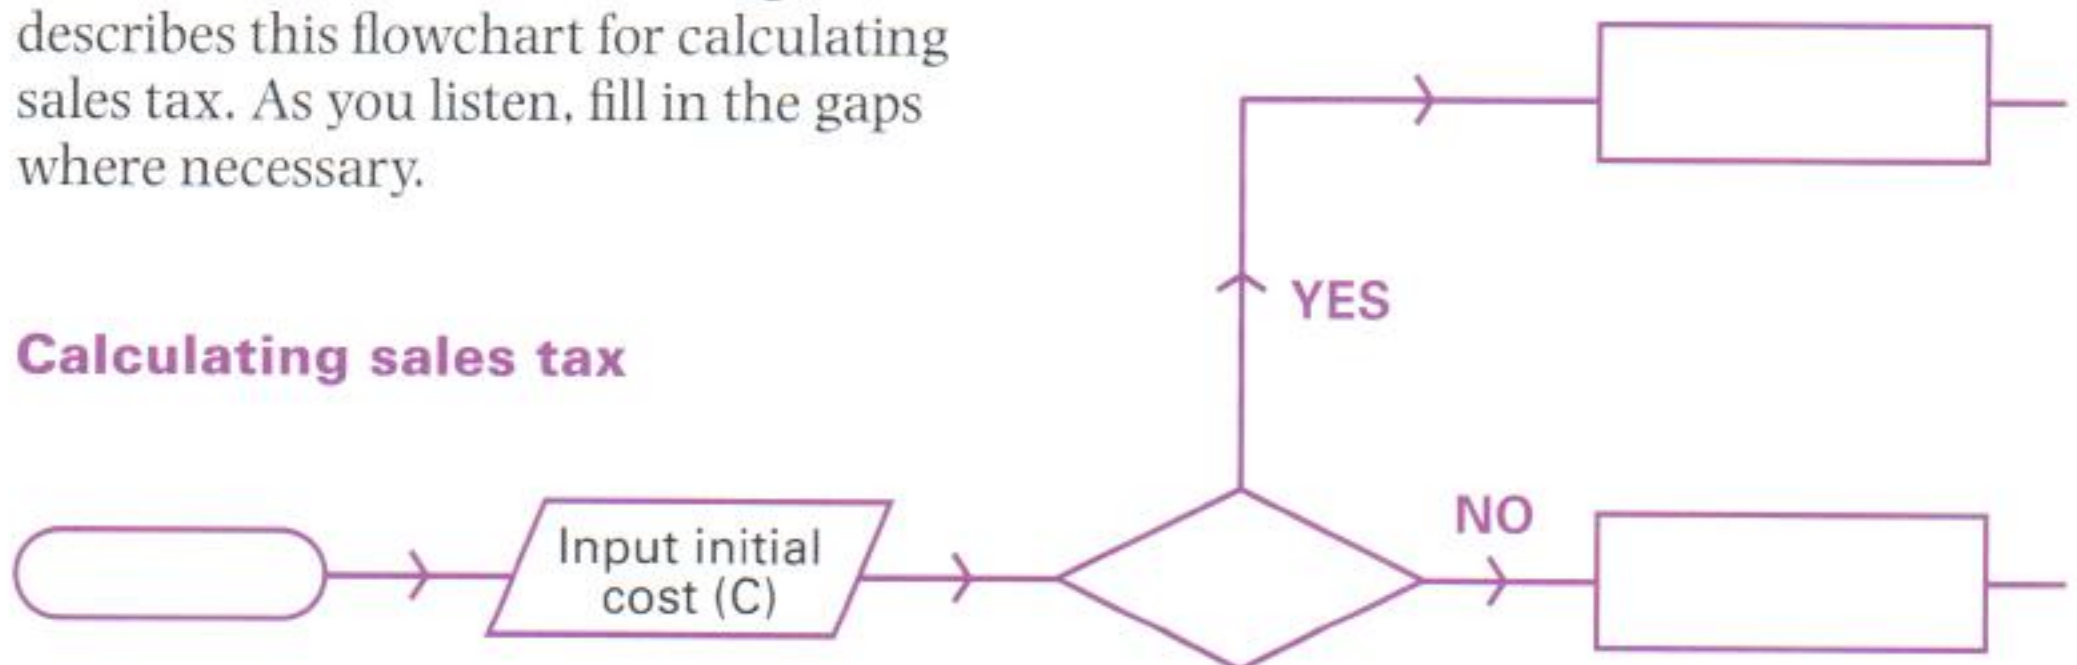 describes this flowchart for calculating
sales tax. As you listen, fill in the gaps
where necessary.
YES
Calculating sales tax
NO
Input initial
cost (C)